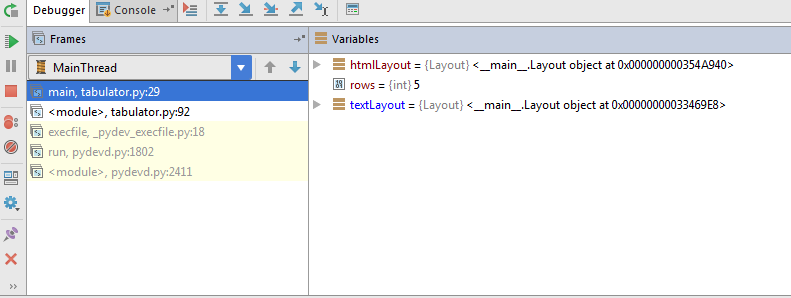 Debugger Console
Frames
Variables
MainThread
main, tabulator.py:29
<module>, tabulator.py:92
execfile, _pydev_execfile.py:18
run, pydevd.py:1802
<module>, pydevd.py:2411
htmlLayout = {Layout} <__main__.Layout object at 0x000000000354A940>
rows = {int} 5
textLayout = {Layout} <__main__.Layout object at 0x00000000033469E8>